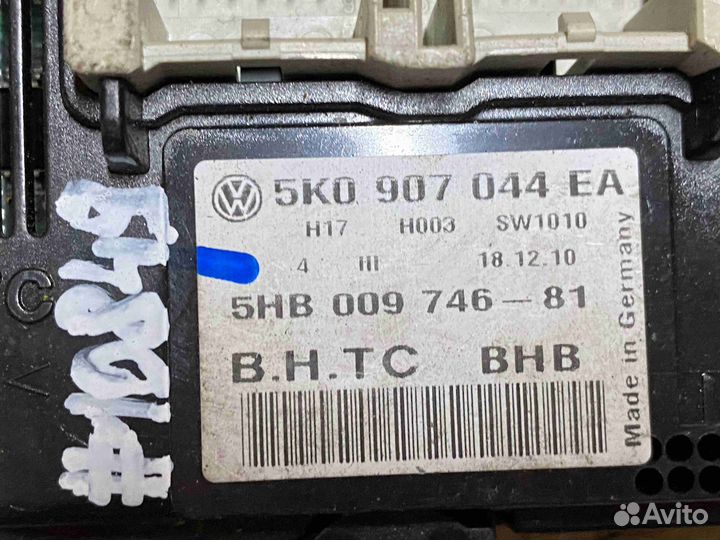 5K0 907 044 EA
H17 H003 SW1010
4 III 18.12.10
5HB 009 746-81
B.H.TC BHB
Made in Germany
Avito